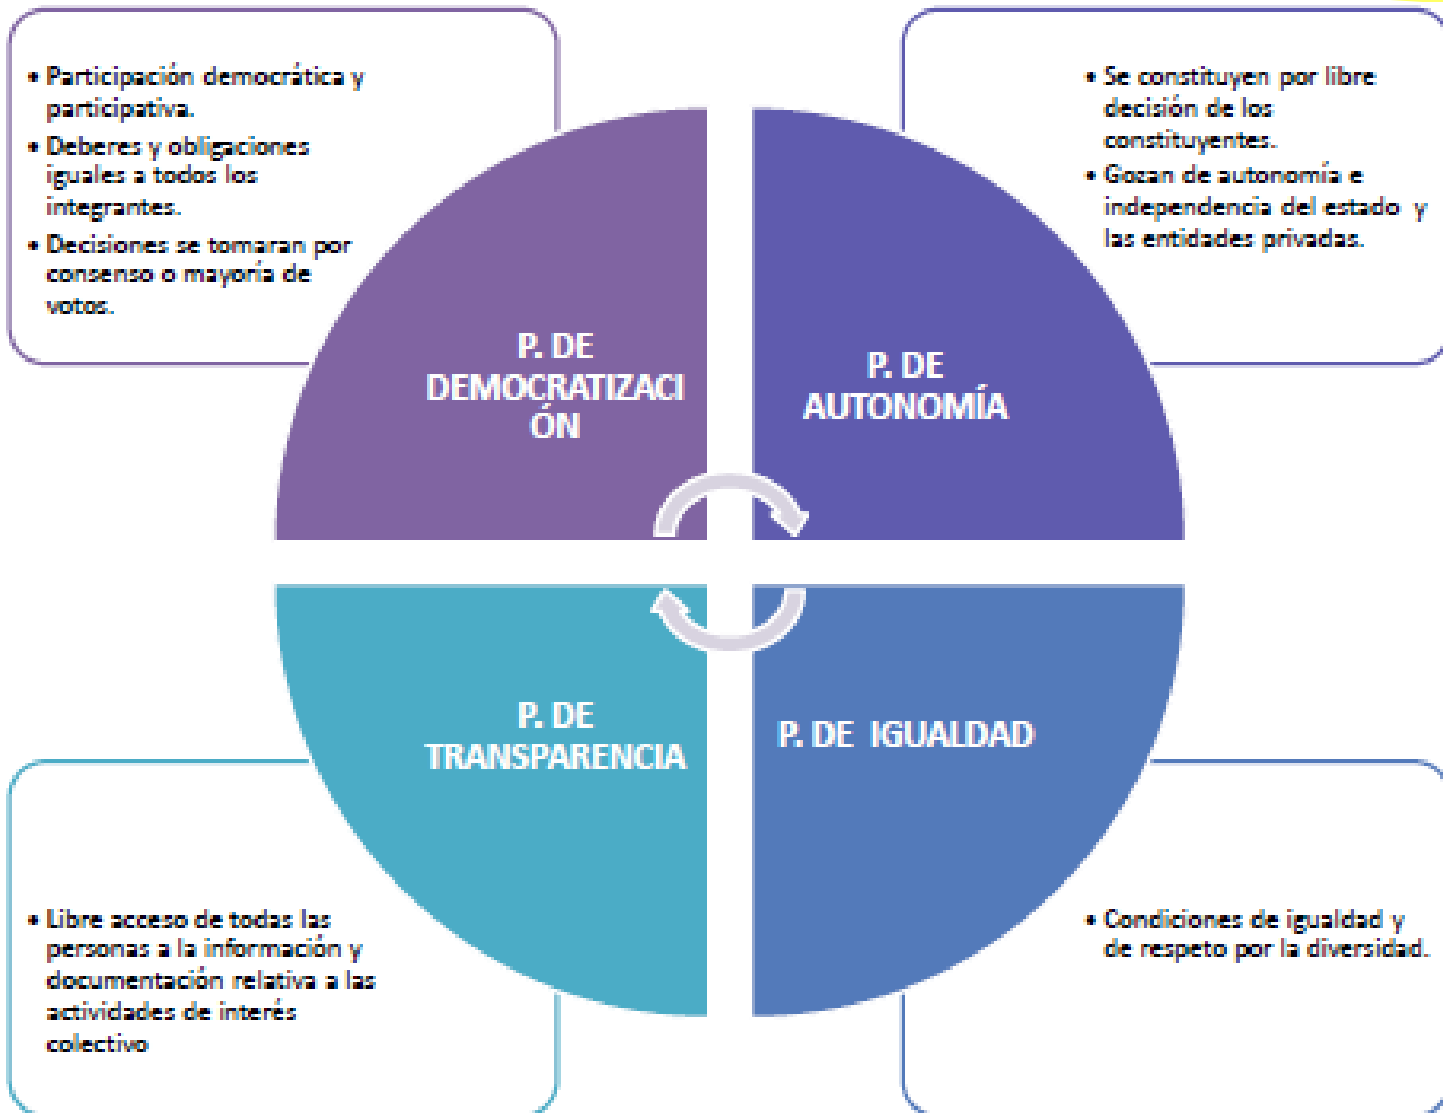 • Participación democrática y
participativa.
• Deberes y obligaciones
iguales a todos los
integrantes.
• Decisiones se tomaran por
consenso o mayoría de
votos.
• Se constituyen por libre
decisión de los
constituyentes.
• Gozan de autonomía e
independencia del estado y
las entidades privadas.
P. DE
DEMOCRATIZACI
ÓN
P. DE
AUTONOMÍA
P. DE
TRANSPARENCIA
P. DE IGUALDAD
• Libre acceso de todas las
personas a la información y
documentación relativa a las
actividades de interés
colectivo
• Condiciones de igualdad y
de respeto por la diversidad.